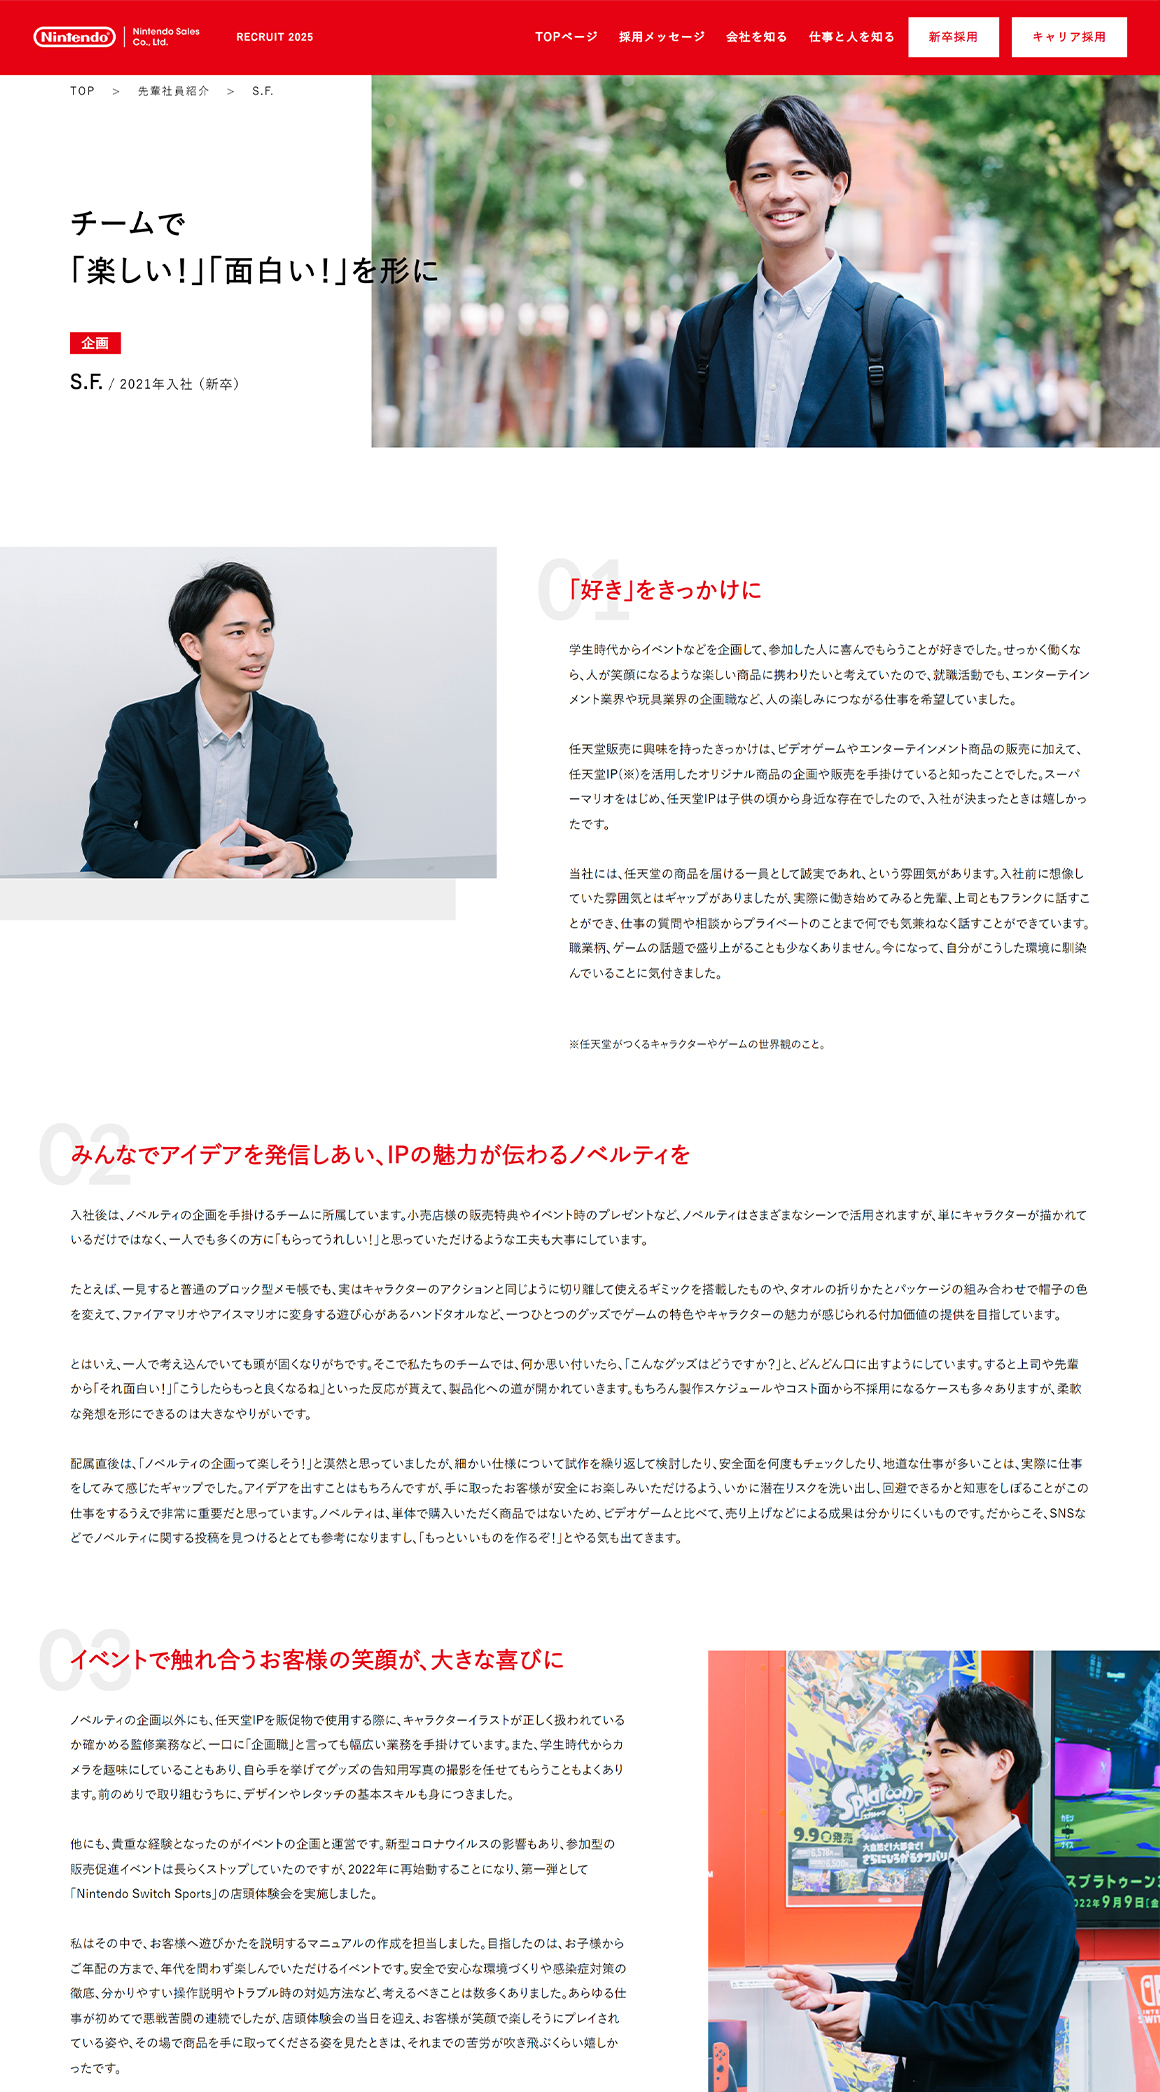 Nintendo
Nintendo Sales
Co., Ltd.
RECRUIT 2025
TOPページ
採用メッセージ
会社を知る
仕事と人を知る
新卒採用
キャリア採用
TOP > 先輩社員紹介 > S.F.
チームで
「楽しい！」「面白い！」を形に
企画
S.F. / 2021年入社（新卒）
01
「好き」をきっかけに
学生時代からイベントなどを企画して、参加した人に喜んでもらうことが好きでした。せっかく働くな
ら、人が笑顔になるような楽しい商品に携わりたいと考えていたので、就職活動でも、エンターテイン
メント業界や玩具業界の企画職など、人の楽しみにつながる仕事を希望していました。
任天堂販売に興味を持ったきっかけは、ビデオゲームやエンターテインメント商品の販売に加えて、
任天堂IP(※)を活用したオリジナル商品の企画や販売を手掛けていると知ったことでした。スーパ
ーマリオをはじめ、任天堂IPは子供の頃から身近な存在でしたので、入社が決まったときは嬉しかっ
たです。
当社には、任天堂の商品を届ける一員として誠実であれ、という雰囲気があります。入社前に想像し
ていた雰囲気とはギャップがありましたが、実際に働き始めてみると先輩、上司ともフランクに話すこ
とができ、仕事の質問や相談からプライベートのことまで何でも気兼ねなく話すことができています。
職業柄、ゲームの話題で盛り上がることも少なくありません。今になって、自分がこうした環境に馴染
んでいることに気付きました。
※任天堂がつくるキャラクターやゲームの世界観のこと。
02
みんなでアイデアを発信しあい、IPの魅力が伝わるノベルティを
入社後は、ノベルティの企画を手掛けるチームに所属しています。小売店様の販売特典やイベント時のプレゼントなど、ノベルティはさまざまなシーンで活用されますが、単にキャラクターが描かれて
いるだけではなく、一人でも多くの方に「もらってうれしい！」と思っていただけるような工夫も大事にしています。
たとえば、一見すると普通のブロック型メモ帳でも、実はキャラクターのアクションと同じように切り離して使えるギミックを搭載したものや、タオルの折りかたとパッケージの組み合わせで帽子の色
を変えて、ファイアマリオやアイスマリオに変身する遊び心があるハンドタオルなど、一つひとつのグッズでゲームの特色やキャラクターの魅力が感じられる付加価値の提供を目指しています。
とはいえ、一人で考え込んでいても頭が固くなりがちです。そこで私たちのチームでは、何か思い付いたら、「こんなグッズはどうですか？」と、どんどん口に出すようにしています。すると上司や先輩
から「それ面白い！」「こうしたらもっと良くなるね」といった反応が貰えて、製品化への道が開かれていきます。もちろん製作スケジュールやコスト面から不採用になるケースも多々ありますが、柔軟
な発想を形にできるのは大きなやりがいです。
配属直後は、「ノベルティの企画って楽しそう！」と漠然と思っていましたが、細かい仕様について試作を繰り返して検討したり、安全面を何度もチェックしたり、地道な仕事が多いことは、実際に仕事
をしてみて感じたギャップでした。アイデアを出すことはもちろんですが、手に取ったお客様が安全にお楽しみいただけるよう、いかに潜在リスクを洗い出し、回避できるかと知恵をしぼることがこの
仕事をするうえで非常に重要だと思っています。ノベルティは、単体で購入いただく商品ではないため、ビデオゲームと比べて、売り上げなどによる成果は分かりにくいものです。だからこそ、SNSな
どでノベルティに関する投稿を見つけるととても参考になりますし、「もっといいものを作るぞ！」とやる気も出てきます。
03
イベントで触れ合うお客様の笑顔が、大きな喜びに
ノベルティの企画以外にも、任天堂IPを販促物で使用する際に、キャラクターイラストが正しく扱われている
か確かめる監修業務など、一口に「企画職」と言っても幅広い業務を手掛けています。また、学生時代からカ
メラを趣味にしていることもあり、自ら手を挙げてグッズの告知用写真の撮影を任せてもらうこともよくあり
ます。前のめりで取り組むうちに、デザインやレタッチの基本スキルも身につきました。
他にも、貴重な経験となったのがイベントの企画と運営です。新型コロナウイルスの影響もあり、参加型の
販売促進イベントは長らくストップしていたのですが、2022年に再始動することになり、第一弾として
「Nintendo Switch Sports」の店頭体験会を実施しました。
私はその中で、お客様へ遊びかたを説明するマニュアルの作成を担当しました。目指したのは、お子様から
ご年配の方まで、年代を問わず楽しんでいただけるイベントです。安全で安心な環境づくりや感染症対策の
徹底、分かりやすい操作説明やトラブル時の対処方法など、考えるべきことは数多くありました。あらゆる仕
事が初めてで悪戦苦闘の連続でしたが、店頭体験会の当日を迎え、お客様が笑顔で楽しそうにプレイされ
ている姿や、その場で商品を手に取ってくださる姿を見たときは、それまでの苦労が吹き飛ぶくらい嬉しか
ったです。
Splatoon 3
9.9 発売
スプラトゥーン3
2022年9月9日[金